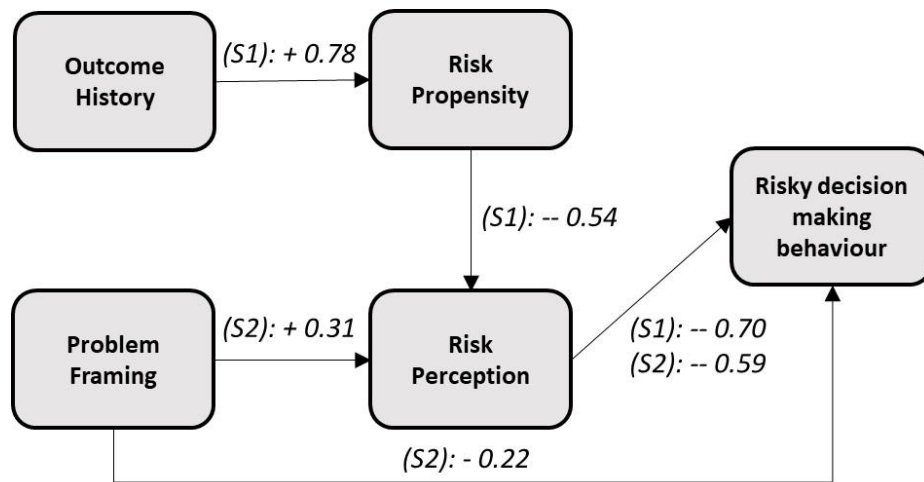 Outcome
History
(S1): + 0.78
Risk
Propensity
(S1): -- 0.54
Risky decision
making
behaviour
Problem
Framing
(S2): + 0.31
Risk
Perception
(S1): -- 0.70
(S2): -- 0.59
(S2): - 0.22